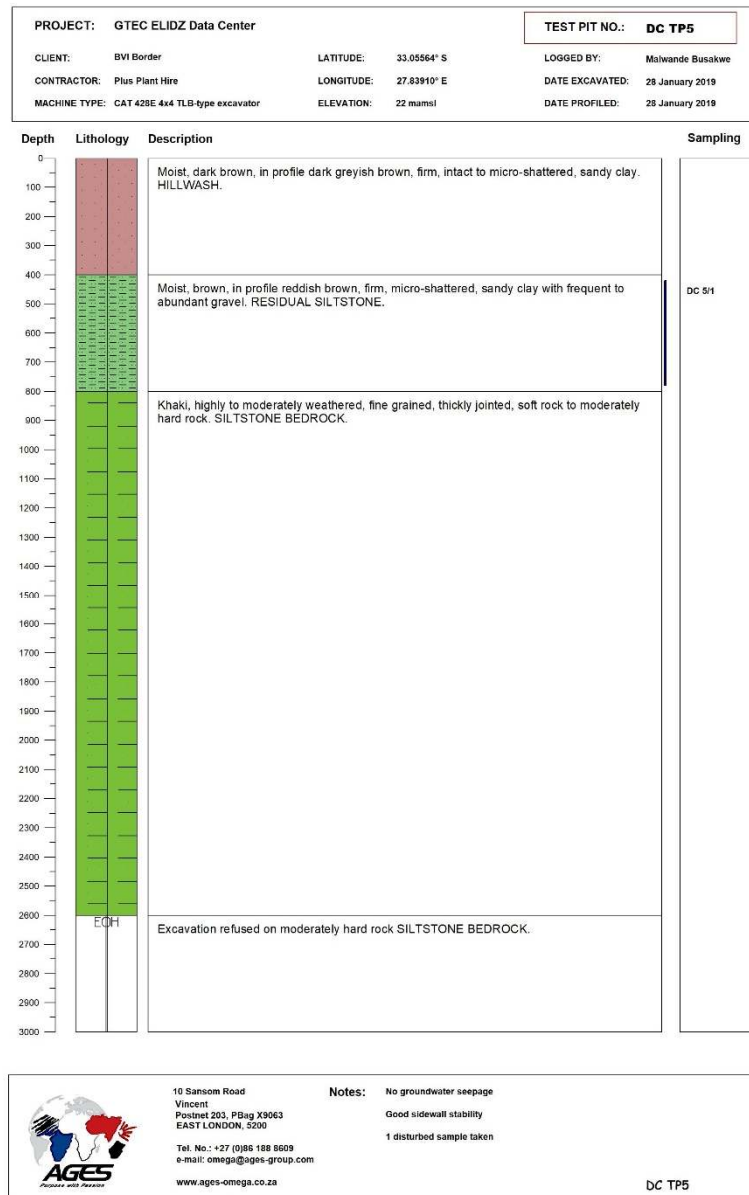 PROJECT: GTEC ELIDZ Data Center
TEST PIT NO.: DC TP5
CLIENT: BVI Border
LATITUDE: 33.05564° S
LOGGED BY: Malwande Busakwe
CONTRACTOR: Plus Plant Hire
LONGITUDE: 27.83910° E
DATE EXCAVATED: 28 January 2019
MACHINE TYPE: CAT 428E 4x4 TLB-type excavator
ELEVATION: 22 mamsl
DATE PROFILED: 28 January 2019
Depth Lithology Description Sampling
0
Moist, dark brown, in profile dark greyish brown, firm, intact to micro-shattered, sandy clay.
HILLWASH.
100
200
300
400
Moist, brown, in profile reddish brown, firm, micro-shattered, sandy clay with frequent to
abundant gravel. RESIDUAL SILTSTONE.
DC 5/1
500
600
700
800
Khaki, highly to moderately weathered, fine grained, thickly jointed, soft rock to moderately
hard rock. SILTSTONE BEDROCK.
900
1000
1100
1200
1300
1400
1500
1600
1700
1800
1900
2000
2100
2200
2300
2400
2500
2600
EOH
Excavation refused on moderately hard rock SILTSTONE BEDROCK.
2700
2800
2900
3000
AGES
Purpose with Passion
10 Sansom Road
Vincent
Postnet 203, PBag X9063
EAST LONDON, 5200
Tel. No.: +27 (0)86 188 8609
e-mail: omega@ages-group.com
www.ages-omega.co.za
Notes: No groundwater seepage
Good sidewall stability
1 disturbed sample taken
DC TP5